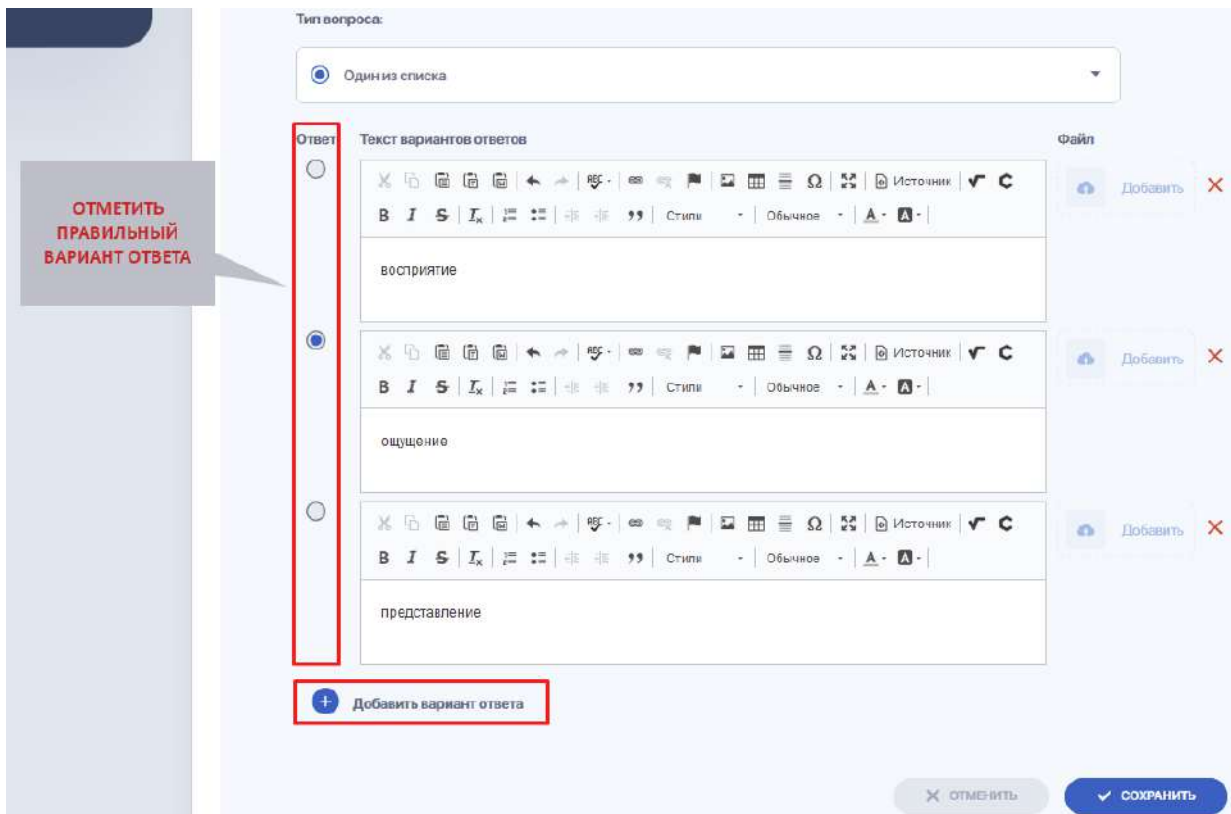 Тип вопроса:
Один из списка
Ответ Текст вариантов ответов Файл
ОТМЕТИТЬ
ПРАВИЛЬНЫЙ
ВАРИАНТ ОТВЕТА
Источник
Добавить
Стили Обычное
восприятие
Источник
Добавить
Стили Обычное
ощущение
Источник
Добавить
Стили Обычное
представление
Добавить вариант ответа
ОТМЕНИТЬ СОХРАНИТЬ